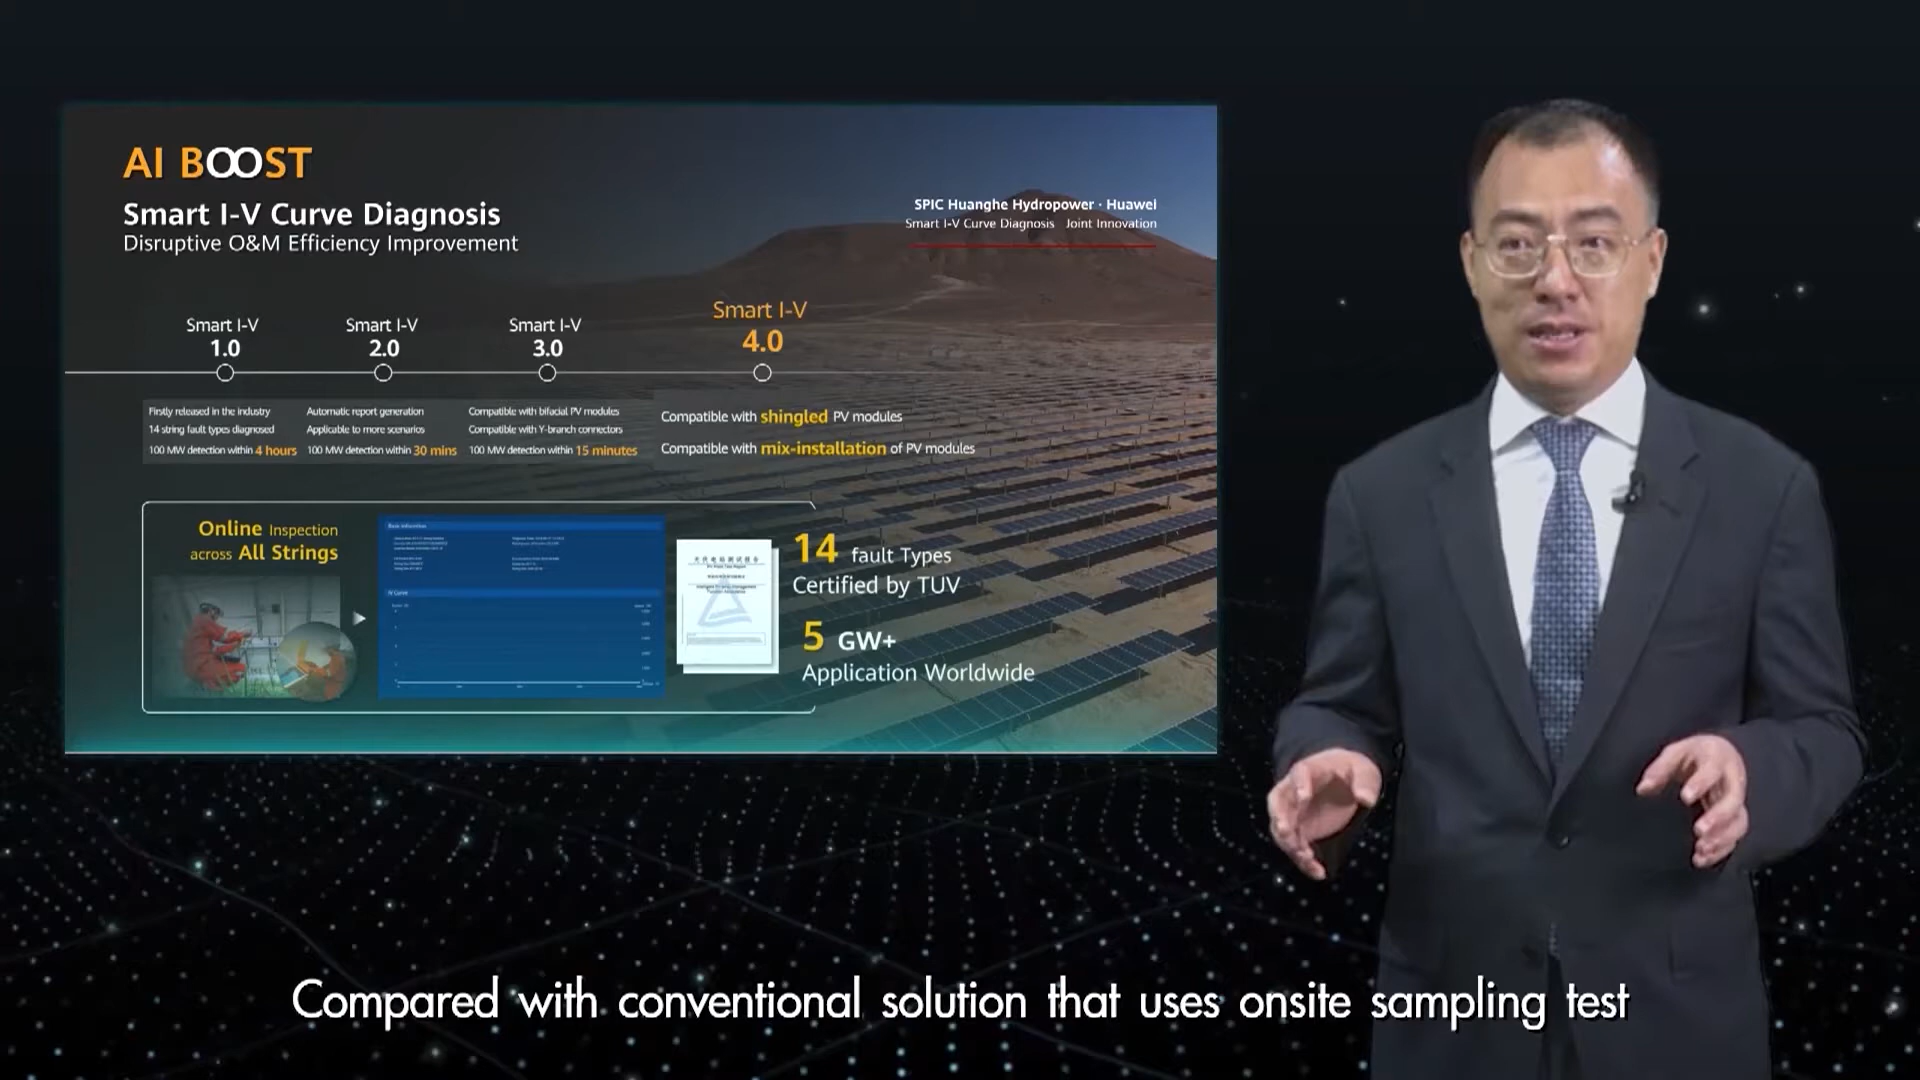 AI BOOST
Smart I-V Curve Diagnosis
Disruptive O&M Efficiency Improvement
SPIC Huanghe Hydropower · Huawei
Smart I-V Curve Diagnosis Joint Innovation
Smart I-V
1.0
Smart I-V
2.0
Smart I-V
3.0
Smart I-V
4.0
Firstly released in the industry
14 string fault types diagnosed
100 MW detection within 4 hours
Automatic report generation
Applicable to more scenarios
100 MW detection within 30 mins
Compatible with bifacial PV modules
Compatible with Y-branch connectors
100 MW detection within 15 minutes
Compatible with shingled PV modules
Compatible with mix-installation of PV modules
Online Inspection
across All Strings
Basic Information
IV Curve
14 fault Types
Certified by TUV
5 GW+
Application Worldwide
Compared with conventional solution that uses onsite sampling test